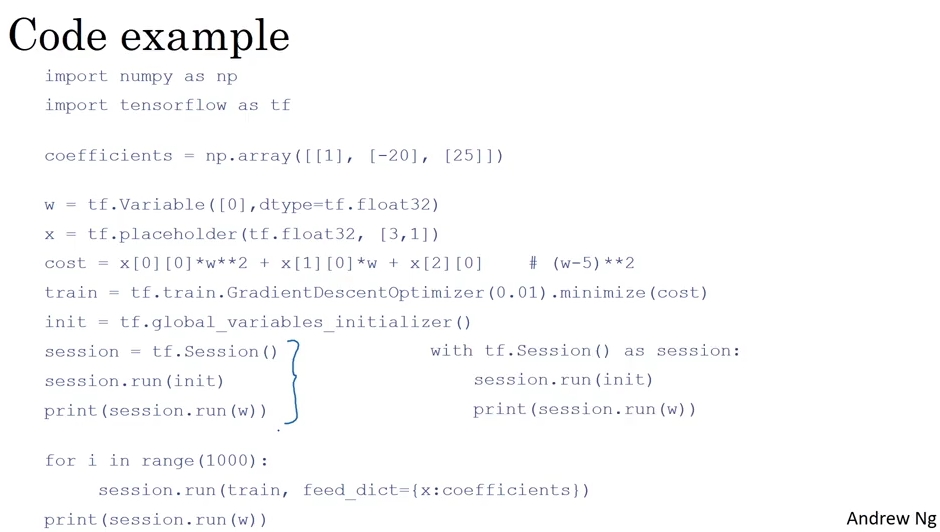 Code example
import numpy as np
import tensorflow as tf
coefficients = np.array([[1], [-20], [25]])
w = tf.Variable([0],dtype=tf.float32)
x = tf.placeholder(tf.float32, [3,1])
cost = x[0][0]*w**2 + x[1][0]*w + x[2][0]    # (w-5)**2
train = tf.train.GradientDescentOptimizer(0.01).minimize(cost)
init = tf.global_variables_initializer()
session = tf.Session()
session.run(init)
print(session.run(w))
with tf.Session() as session:
session.run(init)
print(session.run(w))
for i in range(1000):
session.run(train, feed_dict={x:coefficients})
print(session.run(w))
Andrew Ng